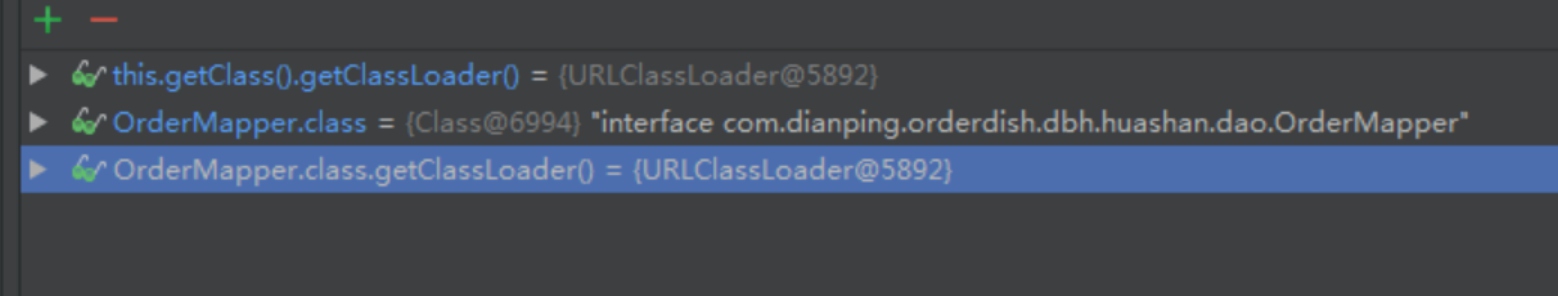 this.getClass().getClassLoader() = {URLClassLoader@5892}
OrderMapper.class = {Class@6994} "interface com.dianping.orderdish.dbh.huashan.dao.OrderMapper"
OrderMapper.class.getClassLoader() = {URLClassLoader@5892}